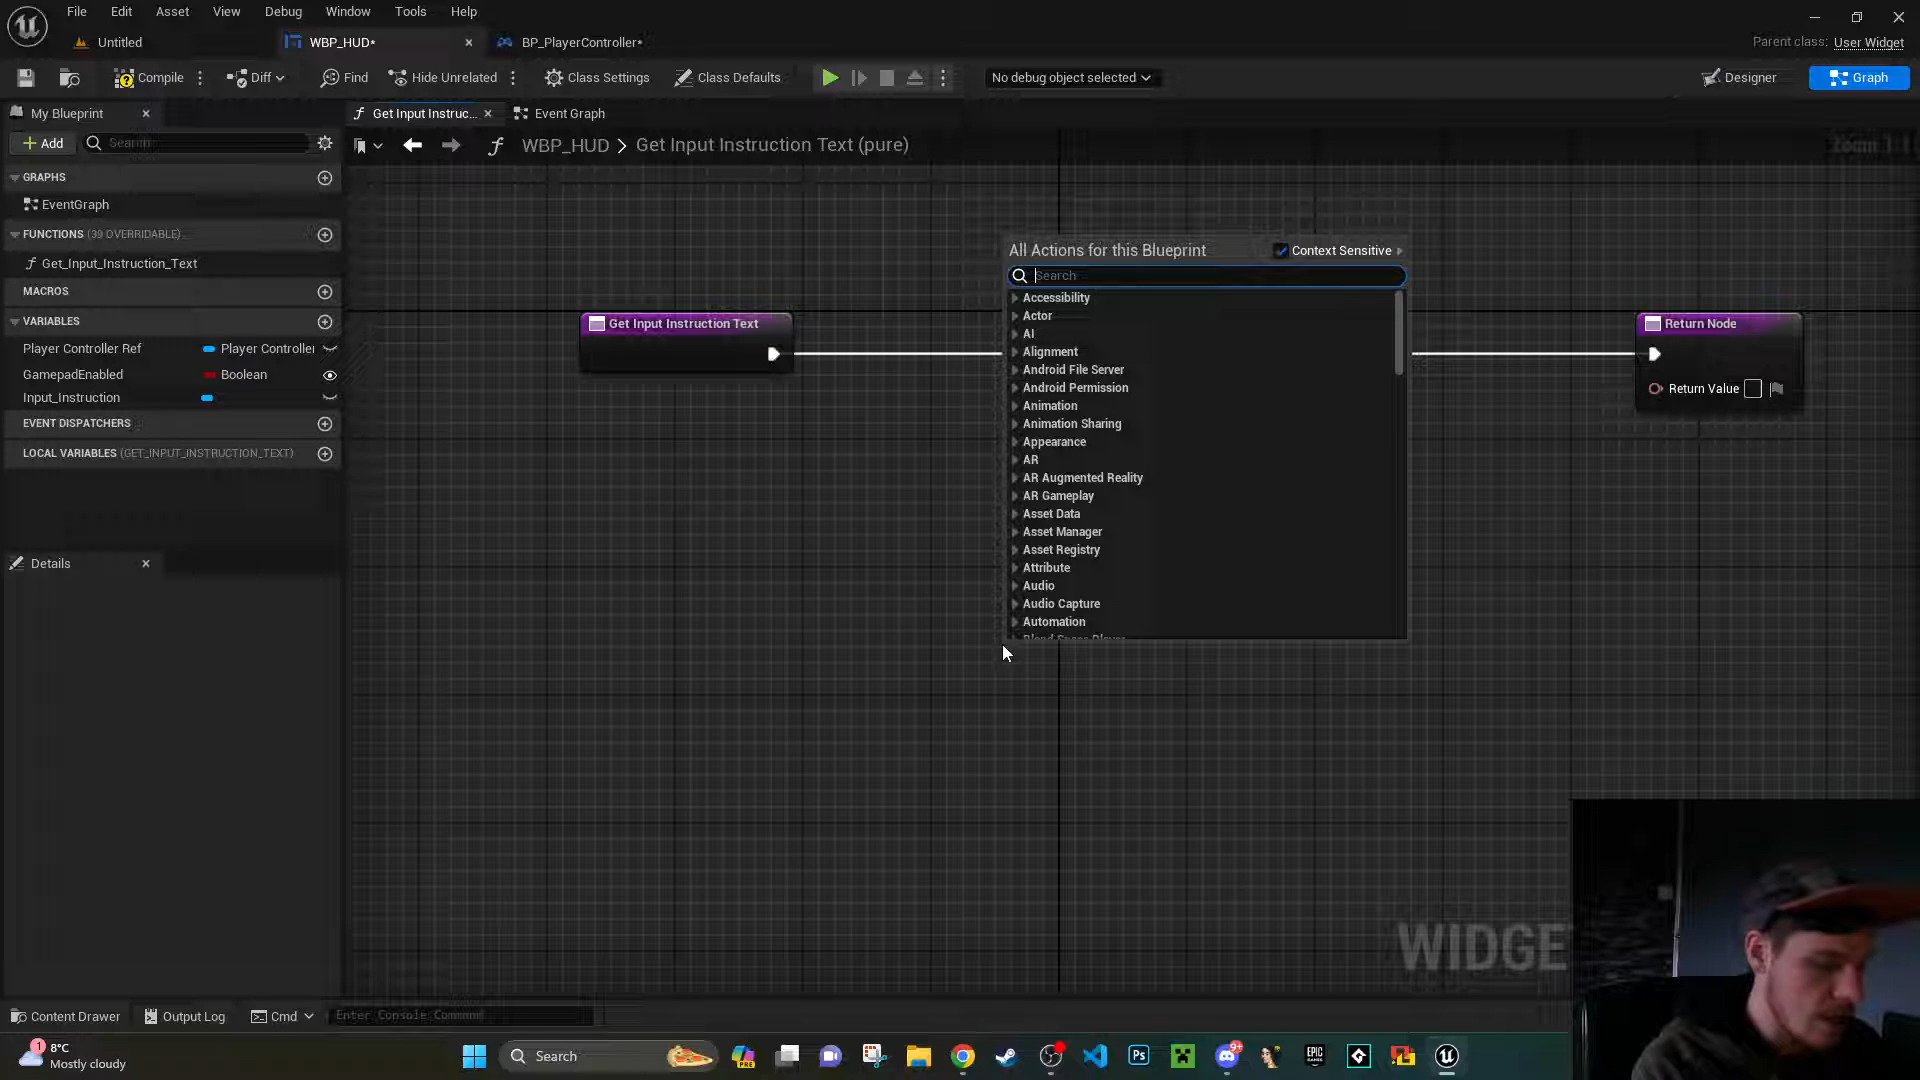 File Edit Asset View Debug Window Tools Help
Untitled
WBP_HUD*
BP_PlayerController*
Parent class: User Widget
Compile
Diff
Find
Hide Unrelated
Class Settings
Class Defaults
No debug object selected
Designer
Graph
My Blueprint
Get Input Instruc...
Event Graph
Add
Search
WBP_HUD > Get Input Instruction Text (pure)
GRAPHS
EventGraph
FUNCTIONS (39 OVERRIDABLE)
Get_Input_Instruction_Text
MACROS
VARIABLES
Player Controller Ref
Player Controller
GamepadEnabled
Boolean
Input_Instruction
EVENT DISPATCHERS
LOCAL VARIABLES (GET_INPUT_INSTRUCTION_TEXT)
Details
Get Input Instruction Text
All Actions for this Blueprint
Context Sensitive
Search
Accessibility
Actor
AI
Alignment
Android File Server
Android Permission
Animation
Animation Sharing
Appearance
AR
AR Augmented Reality
AR Gameplay
Asset Data
Asset Manager
Asset Registry
Attribute
Audio
Audio Capture
Automation
Return Node
Return Value
WIDGE
Content Drawer
Output Log
Cmd
Enter Console Command
1
8°C
Mostly cloudy
Search
PRE
Ps
9+
EPIC
GAMES